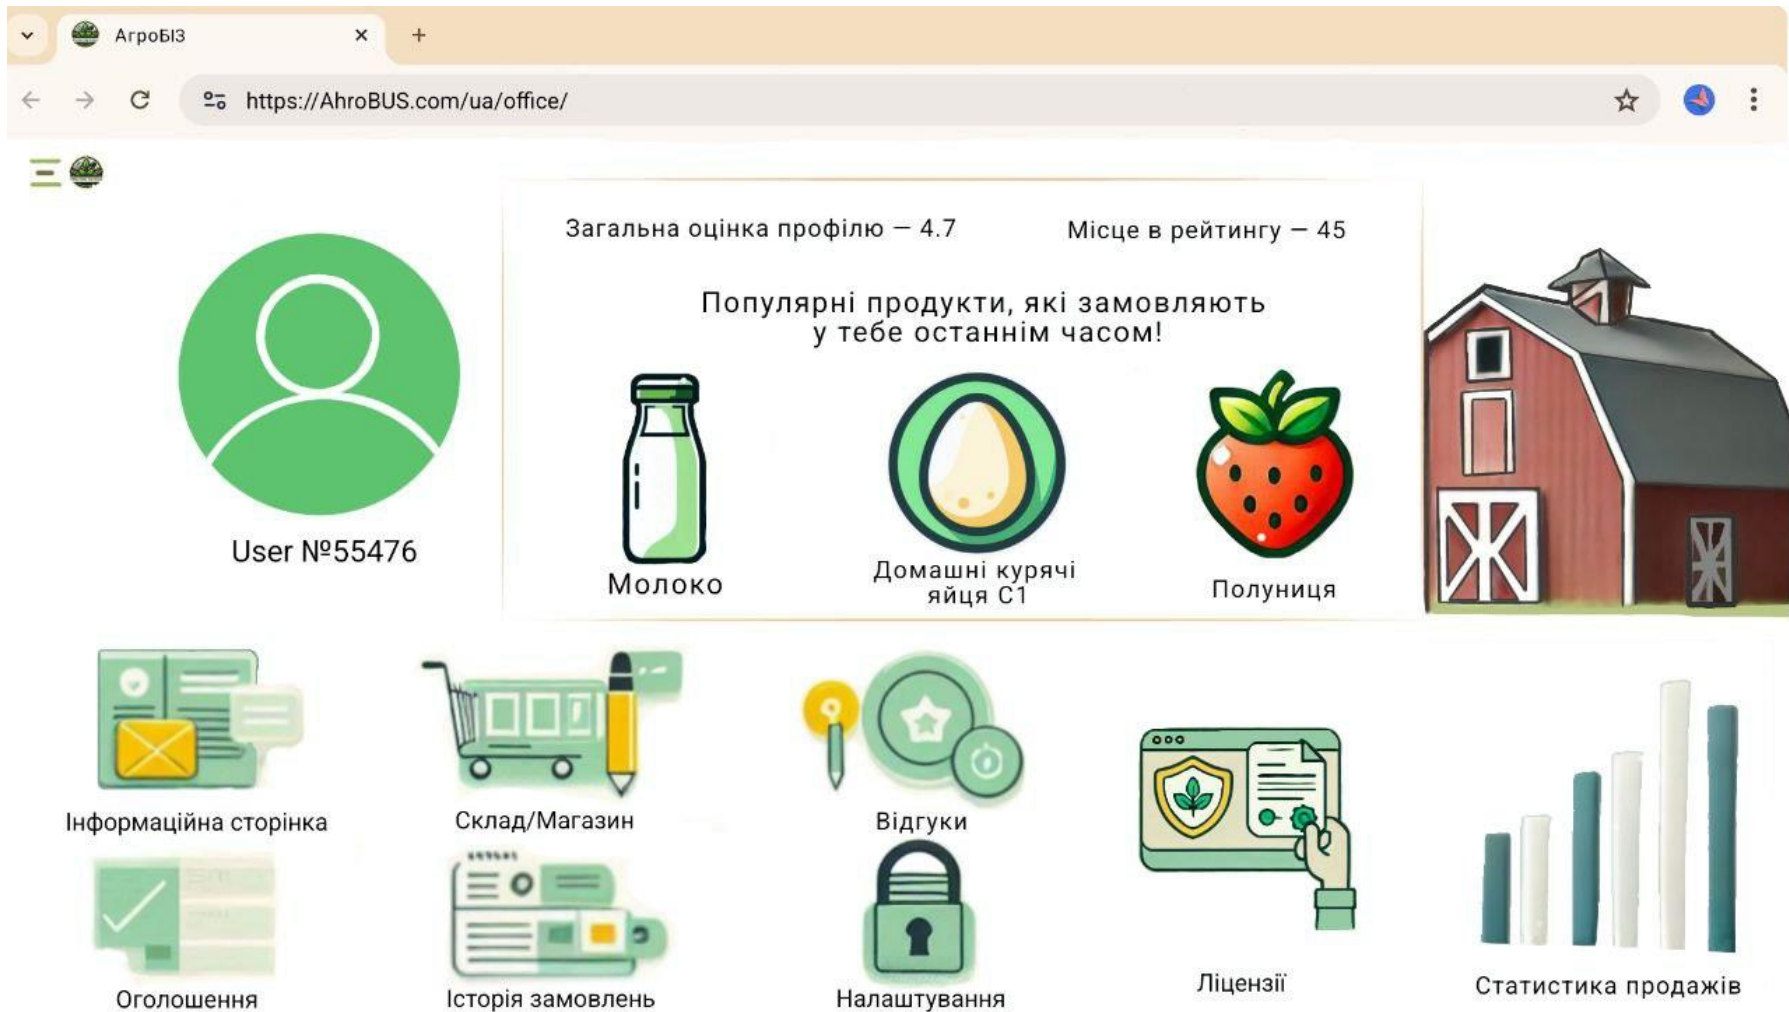 АгроБІЗ
https://AhroBUS.com/ua/office/
Загальна оцінка профілю — 4.7
Місце в рейтингу — 45
Популярні продукти, які замовляють
у тебе останнім часом!
User №55476
Молоко
Домашні курячі
яйця С1
Полуниця
Інформаційна сторінка
Склад/Магазин
Відгуки
Оголошення
Історія замовлень
Налаштування
Ліцензії
Статистика продажів